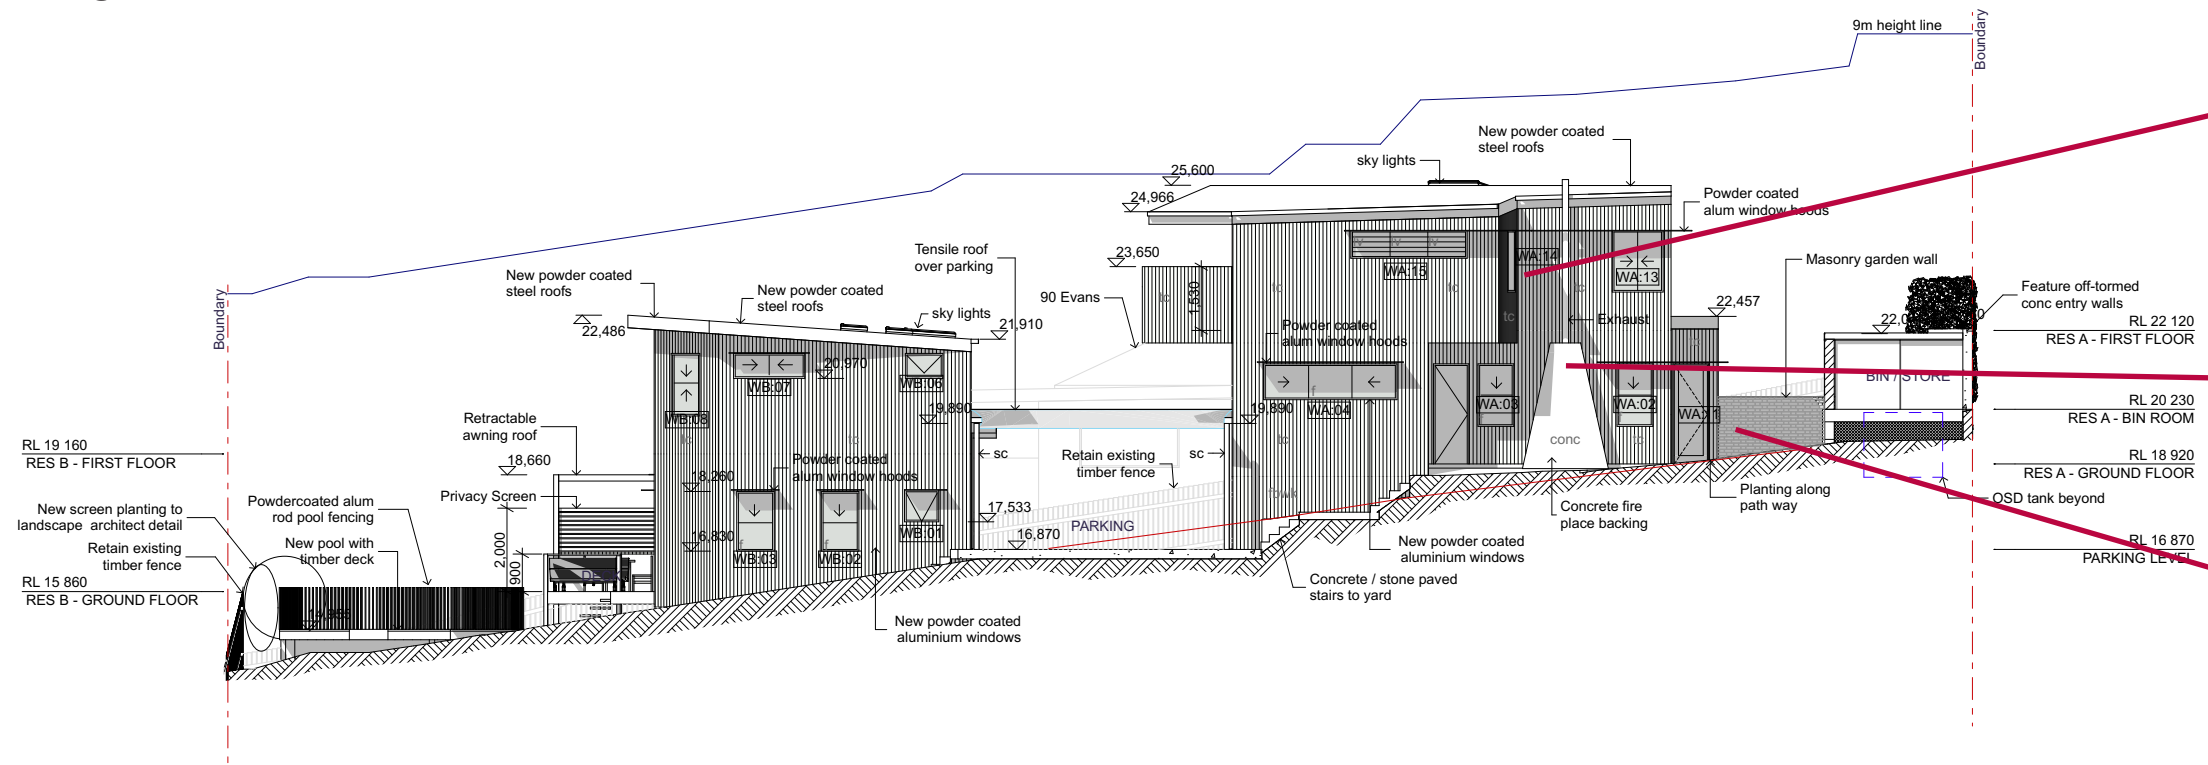 9m height line
Boundary
New powder coated
steel roofs
sky lights
25,600
24,966
Powder coated
alum window hoods
Tensile roof
over parking
23,650
WA:14
WA:15
WA:13
Masonry garden wall
New powder coated
steel roofs
New powder coated
steel roofs
90 Evans
tc
1,530
tc
tc
tc
Feature off-tormed
conc entry walls
Boundary
sky lights
22,457
22,486
21,910
Powder coated
alum window hoods
tc
Exhaust
RL 22 120
RES A - FIRST FLOOR
WB:07
20,970
WB:06
BIN / STORE
WB:08
19,890
19,890
WA:04
WA:03
WA:02
RL 20 230
RES A - BIN ROOM
Retractable
awning roof
tc
tc
tc
conc
tc
RL 19 160
RES B - FIRST FLOOR
18,660
sc
Retain existing
timber fence
sc
RL 18 920
RES A - GROUND FLOOR
Powder coated
alum window hoods
18,260
Privacy Screen
Planting along
path way
OSD tank beyond
New screen planting to
landscape architect detail
Powdercoated alum
rod pool fencing
17,533
PARKING
Concrete fire
place backing
2,000
16,830
WB:03
WB:02
WB:01
16,870
New powder coated
aluminium windows
RL 16 870
PARKING LEVEL
Retain existing
timber fence
New pool with
timber deck
900
Concrete / stone paved
stairs to yard
RL 15 860
RES B - GROUND FLOOR
New powder coated
aluminium windows